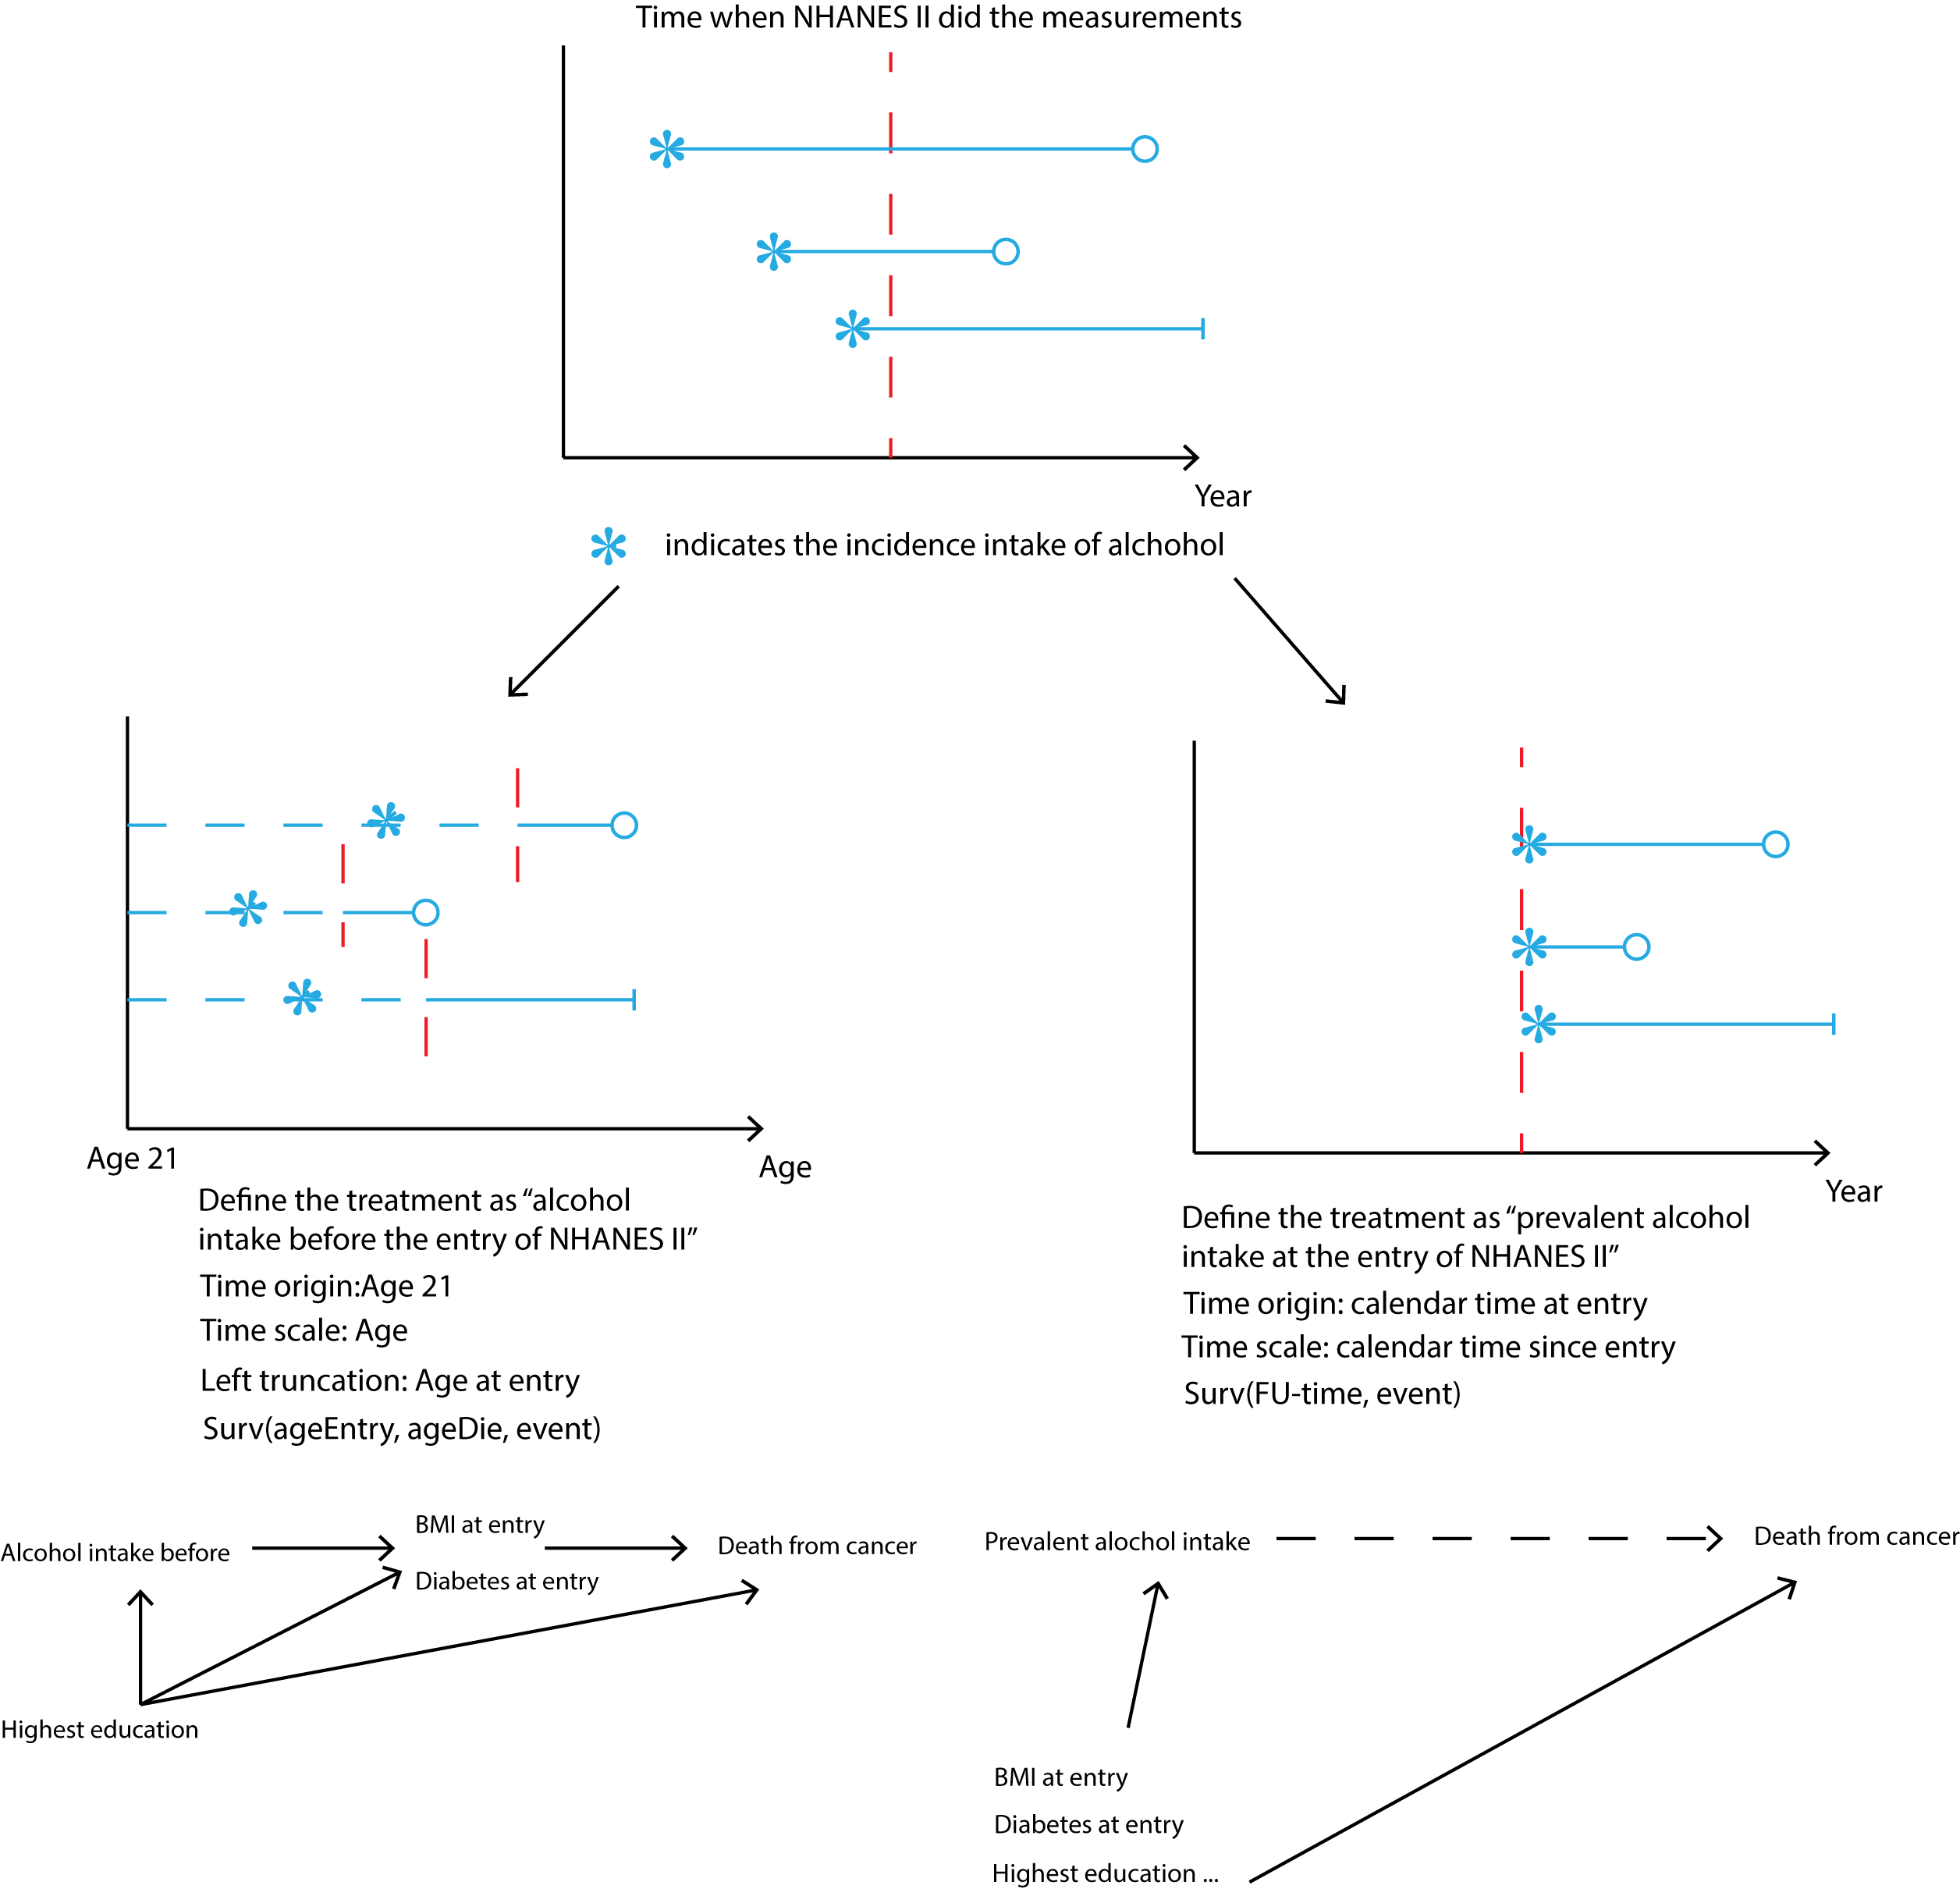 Time when NHANES II did the measurements
Year
indicates the incidence intake of alchohol
Age 21
Age
Define the treatment as “alcohol
intake before the entry of NHANES II”
Time origin:Age 21
Time scale: Age
Left truncation: Age at entry
Surv(ageEntry, ageDie, event)
Year
Define the treatment as “prevalent alcohol
intake at the entry of NHANES II”
Time origin: calendar time at entry
Time scale: calendar time since entry
Surv(FU-time, event)
Alcohol intake before
BMI at entry
Diabetes at entry
Death from cancer
Highest education
Prevalent alochol intake
Death from cancer
BMI at entry
Diabetes at entry
Highest education ...